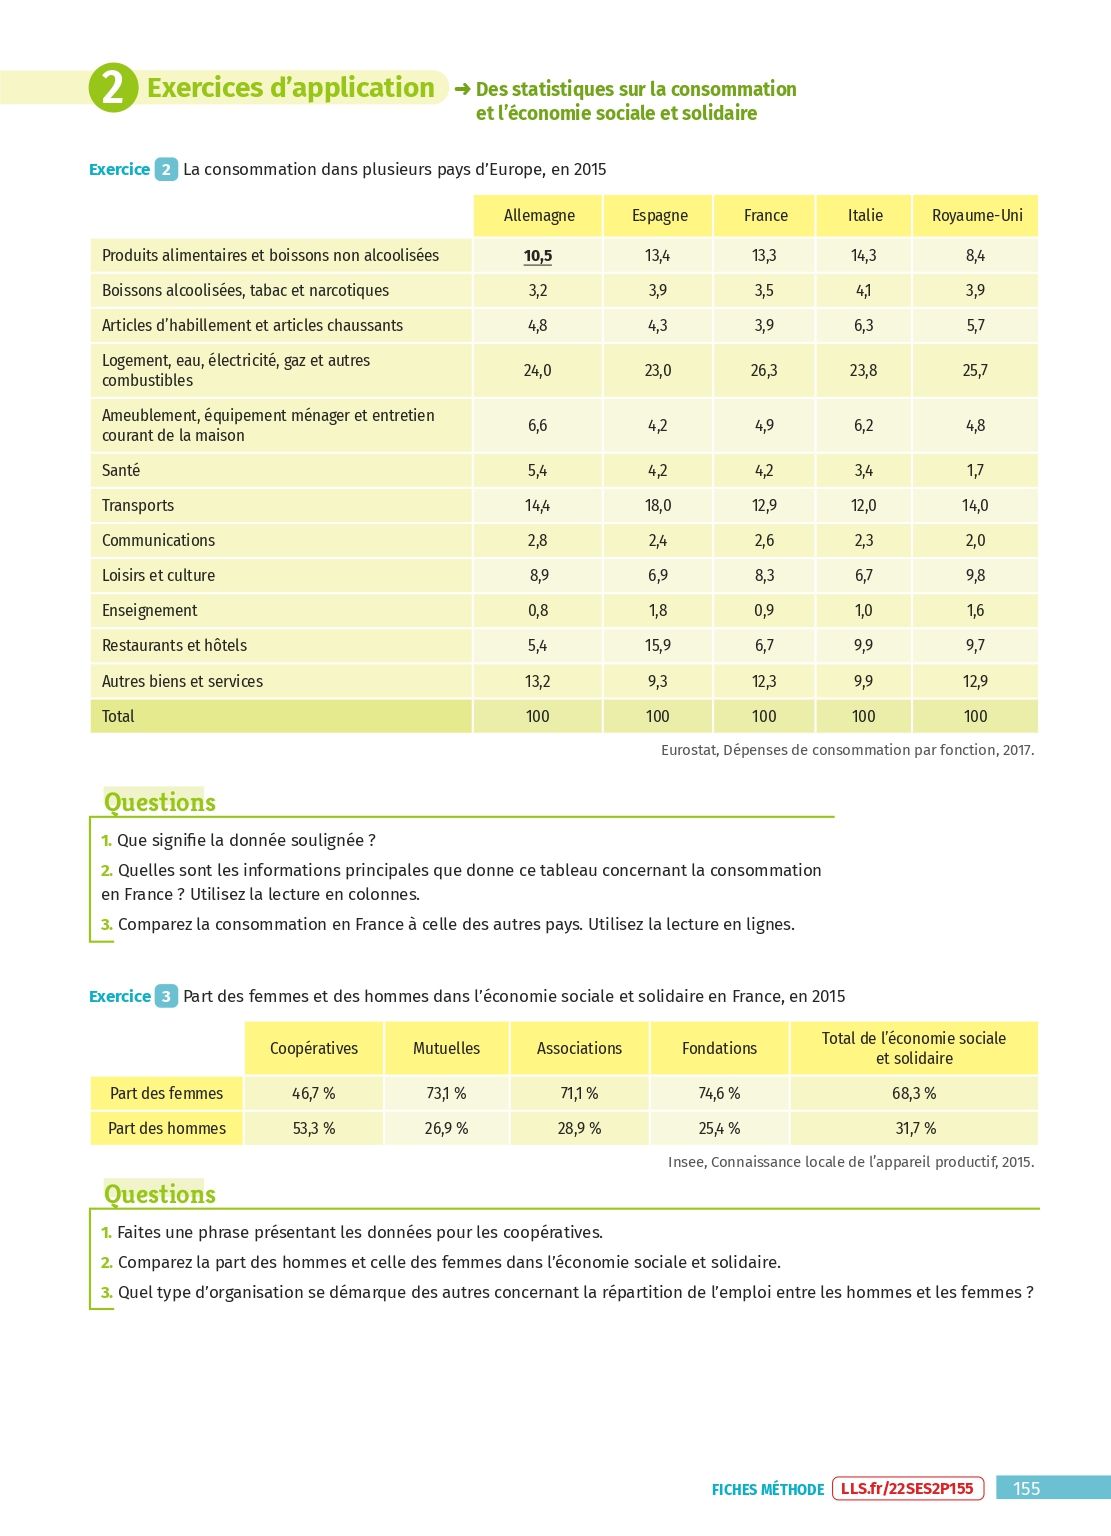 2 Exercices d’application ➜ Des statistiques sur la consommation
et l’économie sociale et solidaire
Exercice 2 La consommation dans plusieurs pays d’Europe, en 2015
Allemagne Espagne France Italie Royaume-Uni
Produits alimentaires et boissons non alcoolisées 10,5 13,4 13,3 14,3 8,4
Boissons alcoolisées, tabac et narcotiques 3,2 3,9 3,5 4,1 3,9
Articles d’habillement et articles chaussants 4,8 4,3 3,9 6,3 5,7
Logement, eau, électricité, gaz et autres
combustibles 24,0 23,0 26,3 23,8 25,7
Ameublement, équipement ménager et entretien
courant de la maison 6,6 4,2 4,9 6,2 4,8
Santé 5,4 4,2 4,2 3,4 1,7
Transports 14,4 18,0 12,9 12,0 14,0
Communications 2,8 2,4 2,6 2,3 2,0
Loisirs et culture 8,9 6,9 8,3 6,7 9,8
Enseignement 0,8 1,8 0,9 1,0 1,6
Restaurants et hôtels 5,4 15,9 6,7 9,9 9,7
Autres biens et services 13,2 9,3 12,3 9,9 12,9
Total 100 100 100 100 100
Eurostat, Dépenses de consommation par fonction, 2017.
Questions
1. Que signifie la donnée soulignée ?
2. Quelles sont les informations principales que donne ce tableau concernant la consommation
en France ? Utilisez la lecture en colonnes.
3. Comparez la consommation en France à celle des autres pays. Utilisez la lecture en lignes.
Exercice 3 Part des femmes et des hommes dans l’économie sociale et solidaire en France, en 2015
Coopératives Mutuelles Associations Fondations Total de l’économie sociale
et solidaire
Part des femmes 46,7 % 73,1 % 71,1 % 74,6 % 68,3 %
Part des hommes 53,3 % 26,9 % 28,9 % 25,4 % 31,7 %
Insee, Connaissance locale de l’appareil productif, 2015.
Questions
1. Faites une phrase présentant les données pour les coopératives.
2. Comparez la part des hommes et celle des femmes dans l’économie sociale et solidaire.
3. Quel type d’organisation se démarque des autres concernant la répartition de l’emploi entre les hommes et les femmes ?
FICHES MÉTHODE LLS.fr/22SES2P155 155